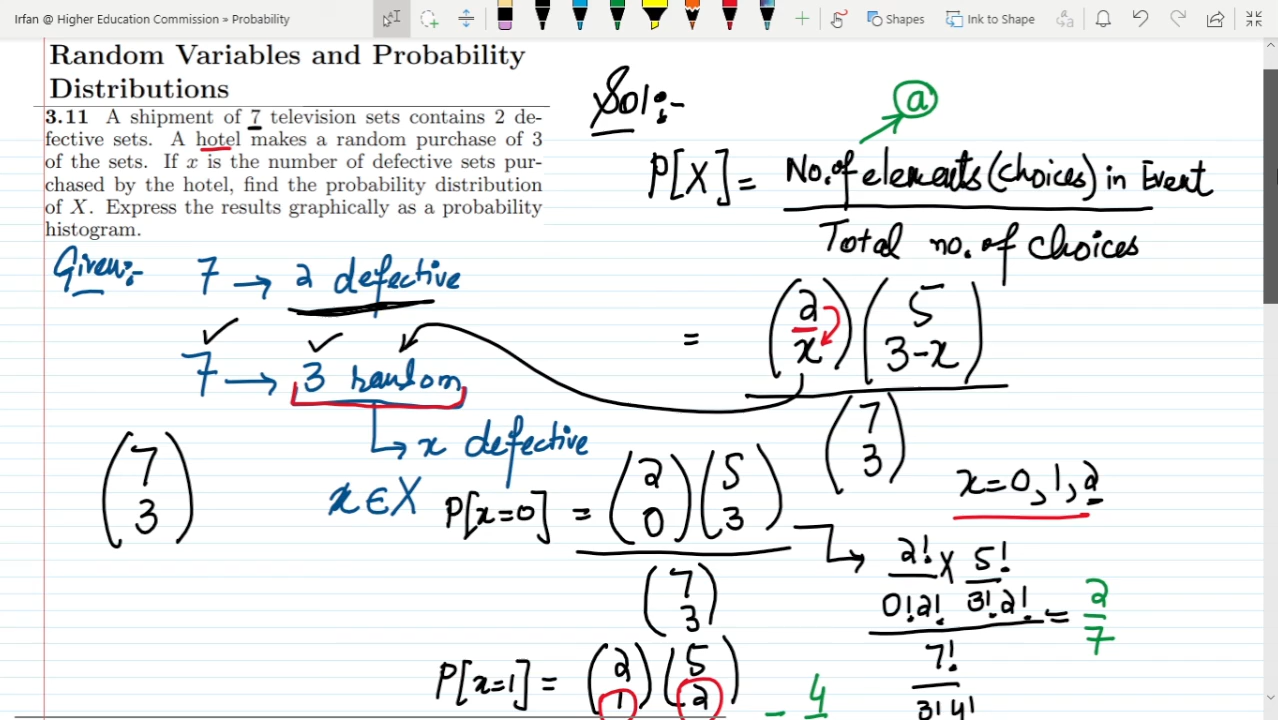 Irfan @ Higher Education Commission » Probability
Shapes
Ink to Shape
Random Variables and Probability
Distributions
3.11 A shipment of 7 television sets contains 2 de-
fective sets. A hotel makes a random purchase of 3
of the sets. If x is the number of defective sets pur-
chased by the hotel, find the probability distribution
of X. Express the results graphically as a probability
histogram.
Given:-
7 → 2 defective
7 → 3 random
→ x defective
x ∈ X
(7
3)
Sol:-
a
P[X] = No. of elements (choices) in Event
Total no. of choices
= (2
x) (5
3-x)
(7
3)
x=0, 1, 2
P[x=0] = (2
0) (5
3)
(7
3)
2! x 5!
0!2! 3!2! = 2
7
7!
3!4!
P[x=1] = (2
1) (5
2) = 4